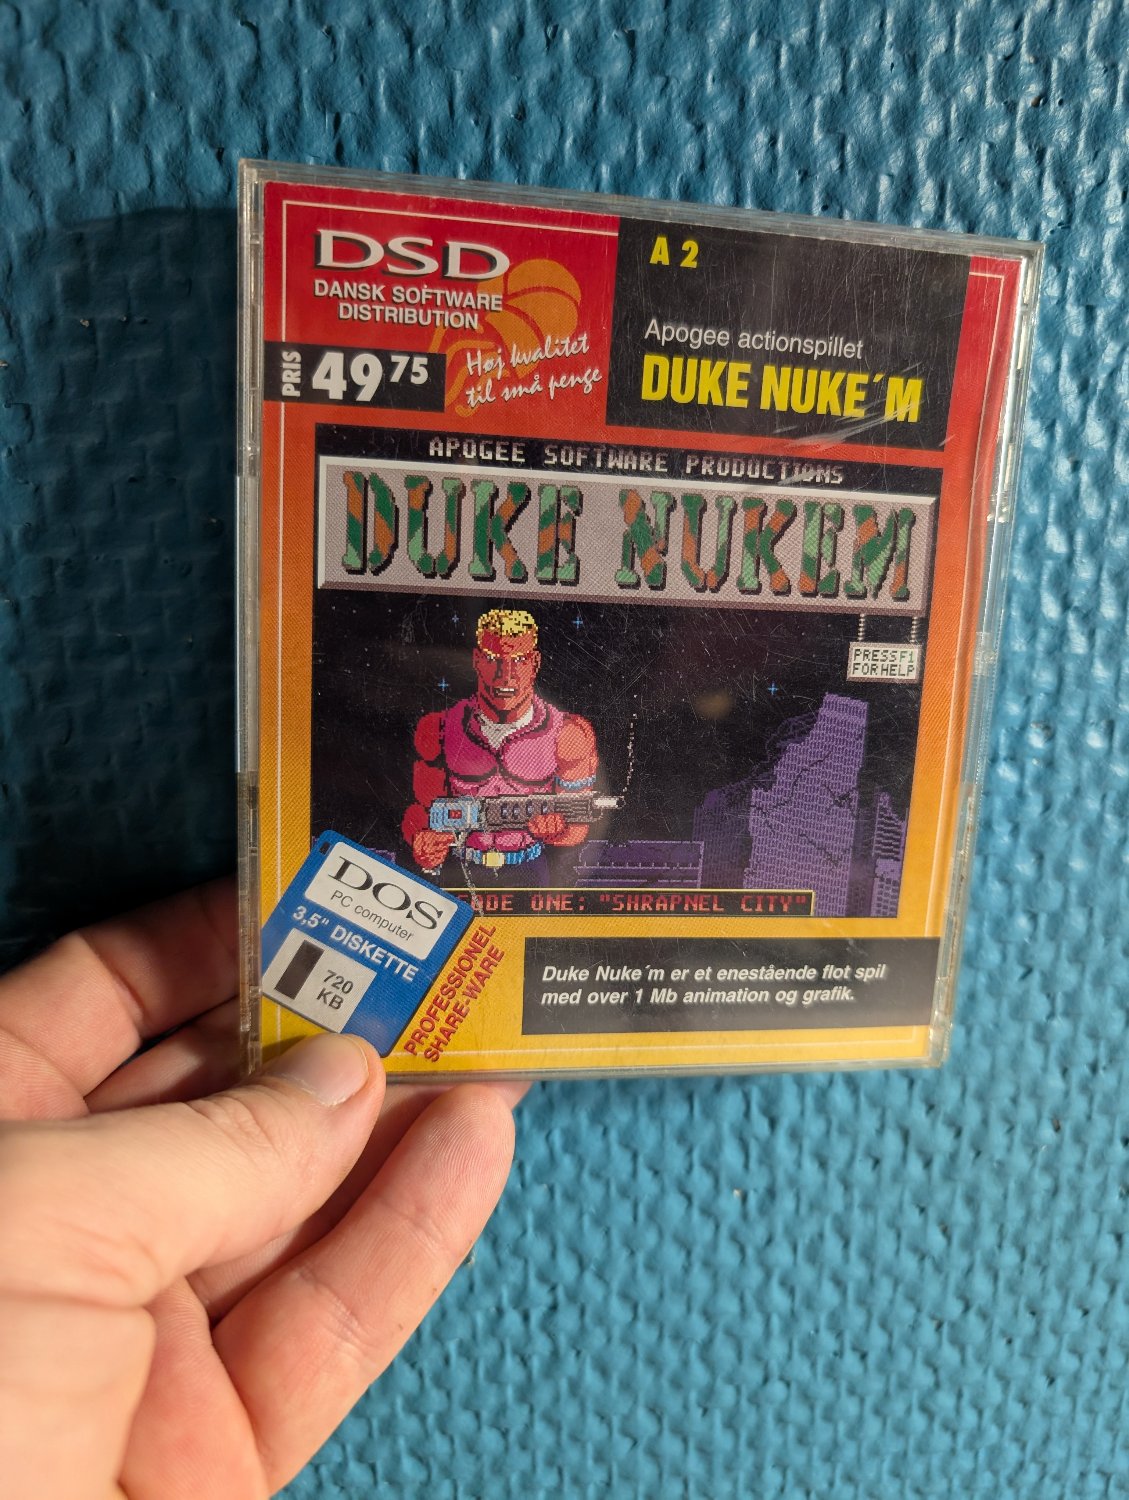 DSD
DANSK SOFTWARE
DISTRIBUTION
PRIS 49 75
Høj kvalitet
til små penge
A 2
Apogee actionspillet
DUKE NUKE´M
APOGEE SOFTWARE PRODUCTIONS
DUKE NUKEM
PRESS F1
FOR HELP
ODE ONE: "SHRAPNEL CITY"
DOS
PC computer
3,5" DISKETTE
720
KB
PROFESSIONEL
SHARE-WARE
Duke Nuke´m er et enestående flot spil
med over 1 Mb animation og grafik.